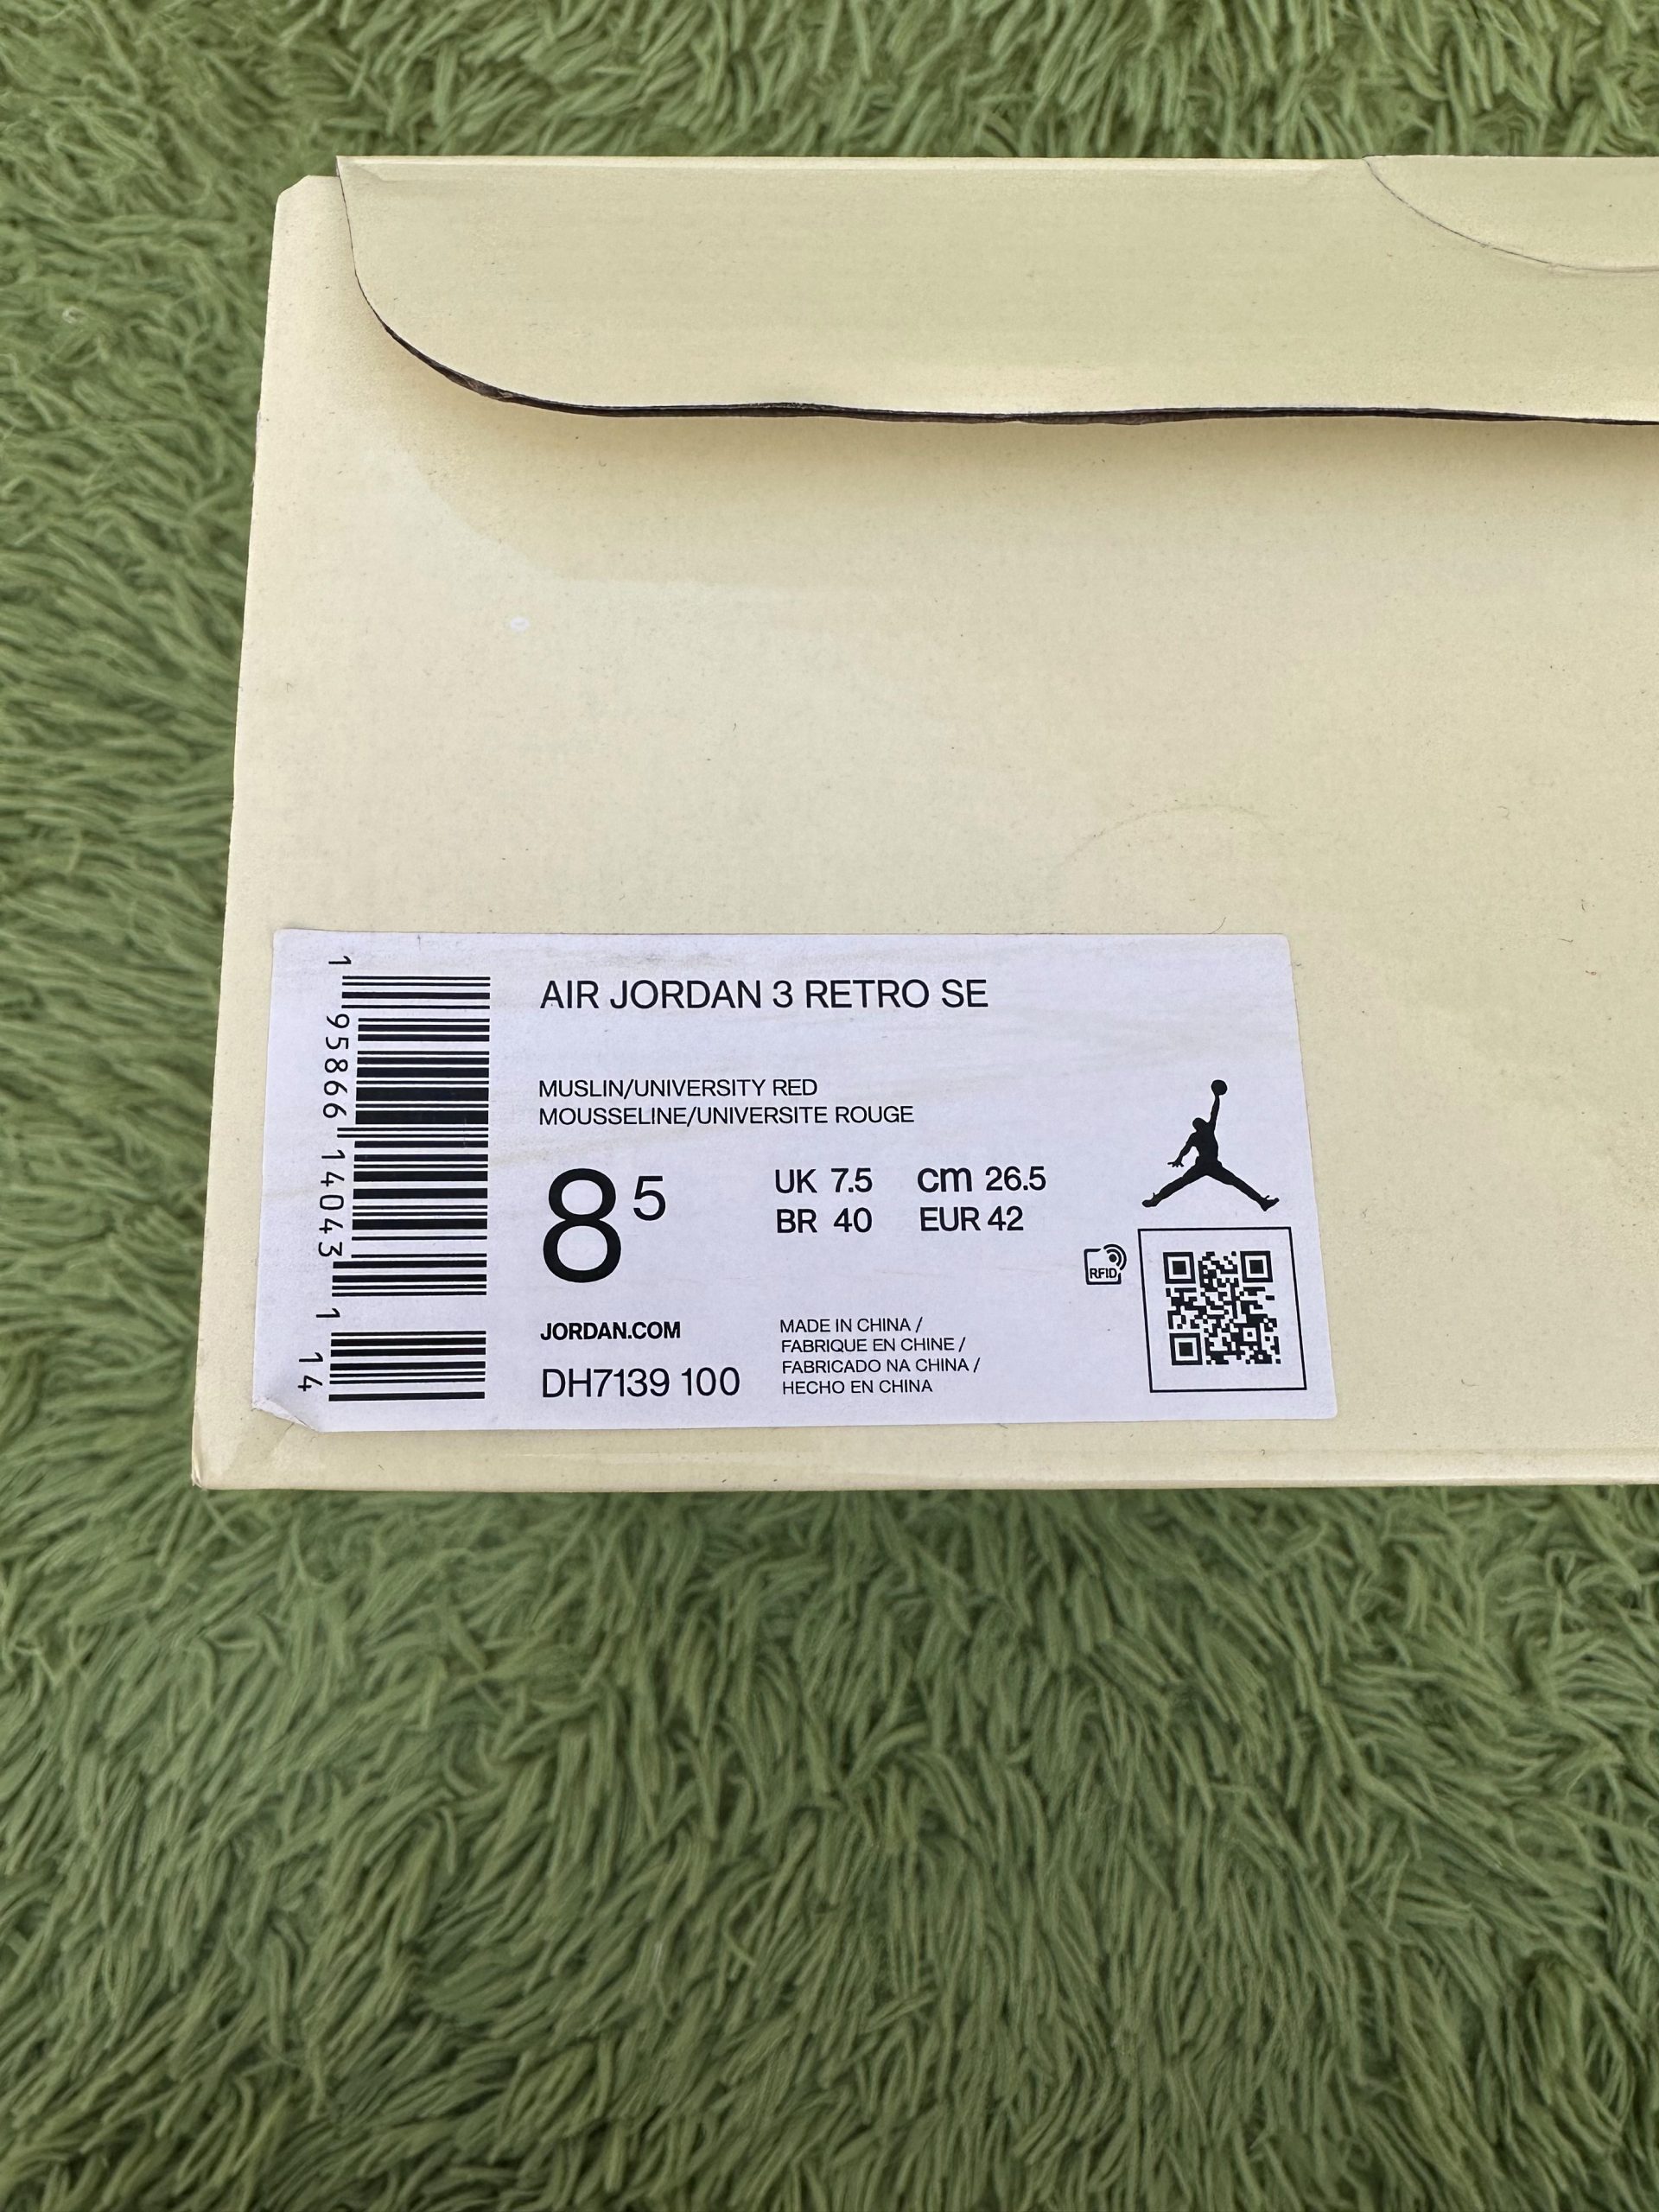 AIR JORDAN 3 RETRO SE
MUSLIN/UNIVERSITY RED
MOUSSELINE/UNIVERSITE ROUGE
8 5
UK 7.5 cm 26.5
BR 40 EUR 42
RFID
JORDAN.COM
DH7139 100
MADE IN CHINA /
FABRIQUE EN CHINE /
FABRICADO NA CHINA /
HECHO EN CHINA
1 95866 14043 1 14